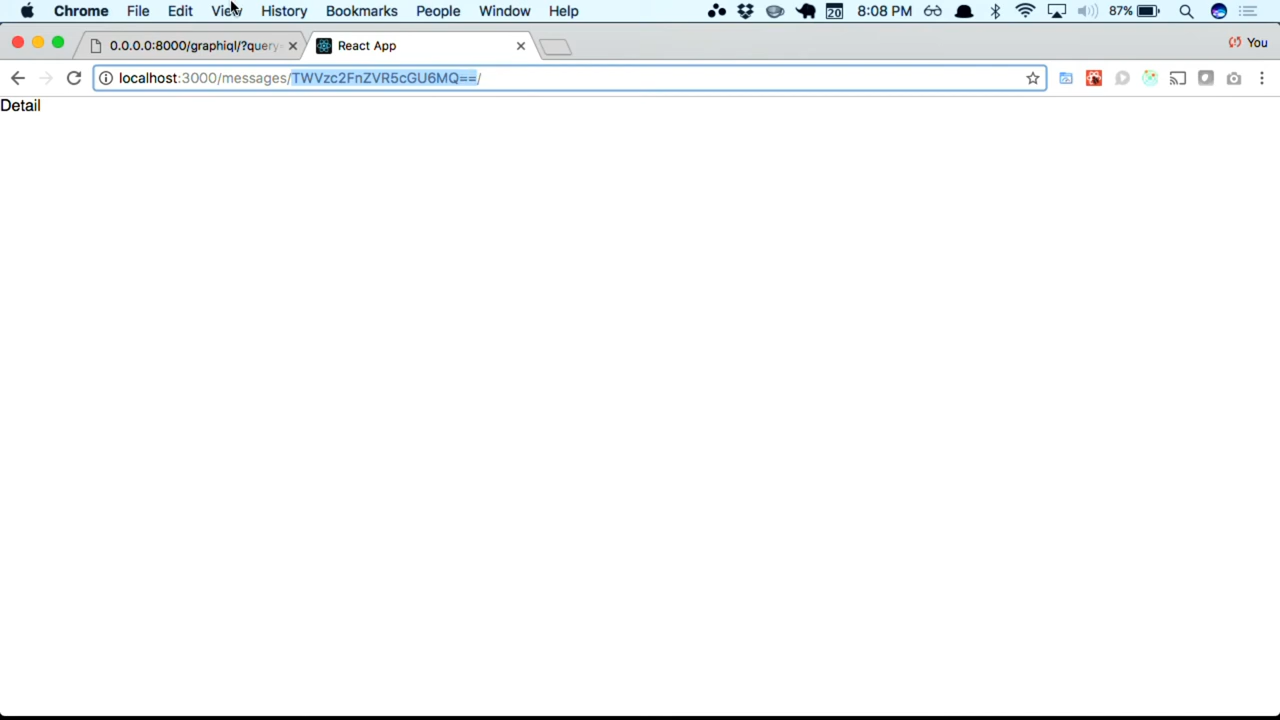 Chrome File Edit View History Bookmarks People Window Help 20 8:08 PM 87%
0.0.0.0:8000/graphiql/?query React App You
localhost:3000/messages/TWVzc2FnZVR5cGU6MQ==/
Detail